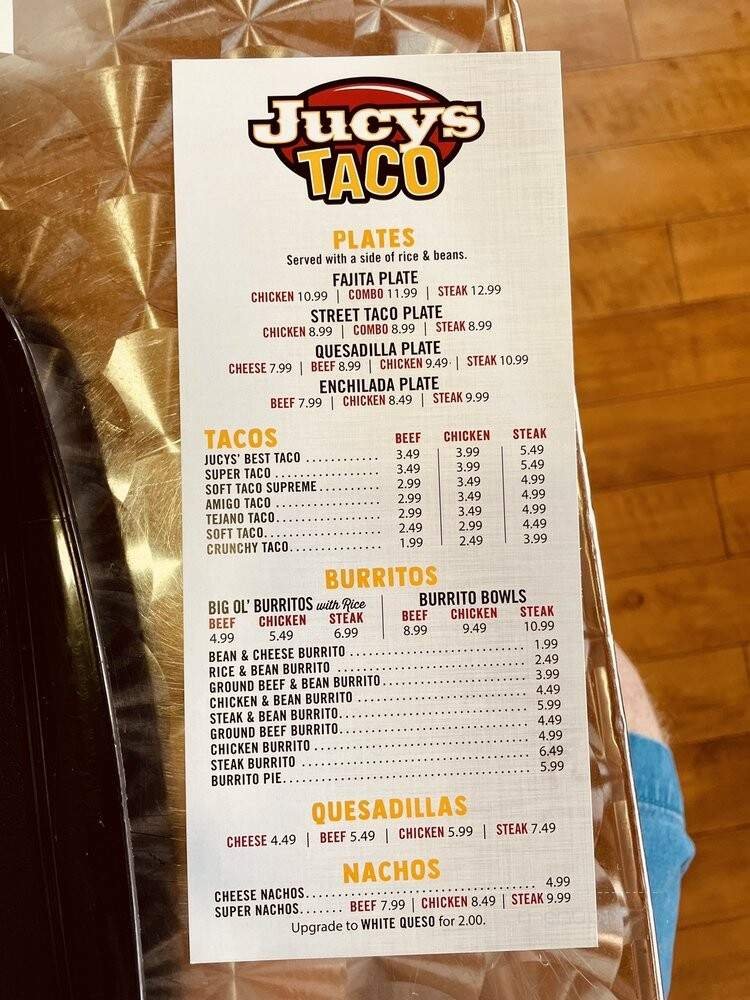 Jucys
TACO
PLATES
Served with a side of rice & beans.
FAJITA PLATE
CHICKEN 10.99 | COMBO 11.99 | STEAK 12.99
STREET TACO PLATE
CHICKEN 8.99 | COMBO 8.99 | STEAK 8.99
QUESADILLA PLATE
CHEESE 7.99 | BEEF 8.99 | CHICKEN 9.49 | STEAK 10.99
ENCHILADA PLATE
BEEF 7.99 | CHICKEN 8.49 | STEAK 9.99
TACOS BEEF CHICKEN STEAK
JUCYS' BEST TACO ............ 3.49 3.99 5.49
SUPER TACO ................. 3.49 3.99 5.49
SOFT TACO SUPREME .......... 2.99 3.49 4.99
AMIGO TACO ................. 2.99 3.49 4.99
TEJANO TACO ................. 2.99 3.49 4.99
SOFT TACO ................... 2.49 2.99 4.49
CRUNCHY TACO ............... 1.99 2.49 3.99
BURRITOS
BIG OL' BURRITOS with Rice
BEEF CHICKEN STEAK
4.99 5.49 6.99
BURRITO BOWLS
BEEF CHICKEN STEAK
8.99 9.49 10.99
BEAN & CHEESE BURRITO ............................ 1.99
RICE & BEAN BURRITO .............................. 2.49
GROUND BEEF & BEAN BURRITO ...................... 3.99
CHICKEN & BEAN BURRITO .......................... 4.49
STEAK & BEAN BURRITO ............................ 5.99
GROUND BEEF BURRITO ............................. 4.49
CHICKEN BURRITO ................................. 4.99
STEAK BURRITO ................................... 6.49
BURRITO PIE ..................................... 5.99
QUESADILLAS
CHEESE 4.49 | BEEF 5.49 | CHICKEN 5.99 | STEAK 7.49
NACHOS
CHEESE NACHOS .................................. 4.99
SUPER NACHOS ....... BEEF 7.99 | CHICKEN 8.49 | STEAK 9.99
Upgrade to WHITE QUESO for 2.00.